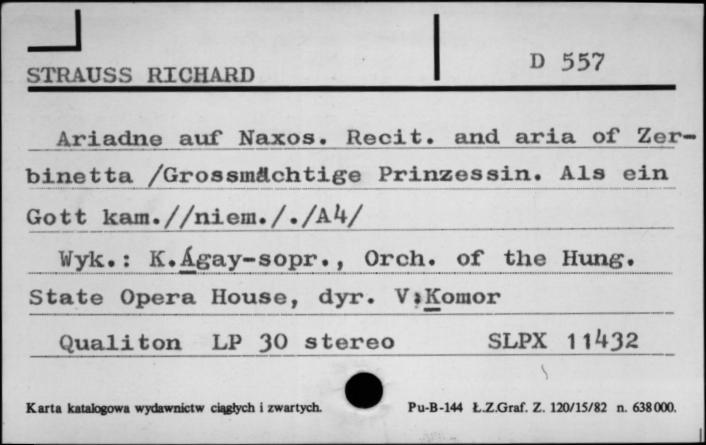 STRAUSS RICHARD D 557
Ariadne auf Naxos. Recit. and aria of Zer-
binetta /Grossmächtige Prinzessin. Als ein
Gott kam.//niem././A4/
Wyk.: K.Ágay-sopr., Orch. of the Hung.
State Opera House, dyr. V.Komor
Qualiton LP 30 stereo SLPX 11432
Karta katalogowa wydawnictw ciągłych i zwartych. Pu-B-144 Ł.Z.Graf. Z. 120/15/82 n. 638000.